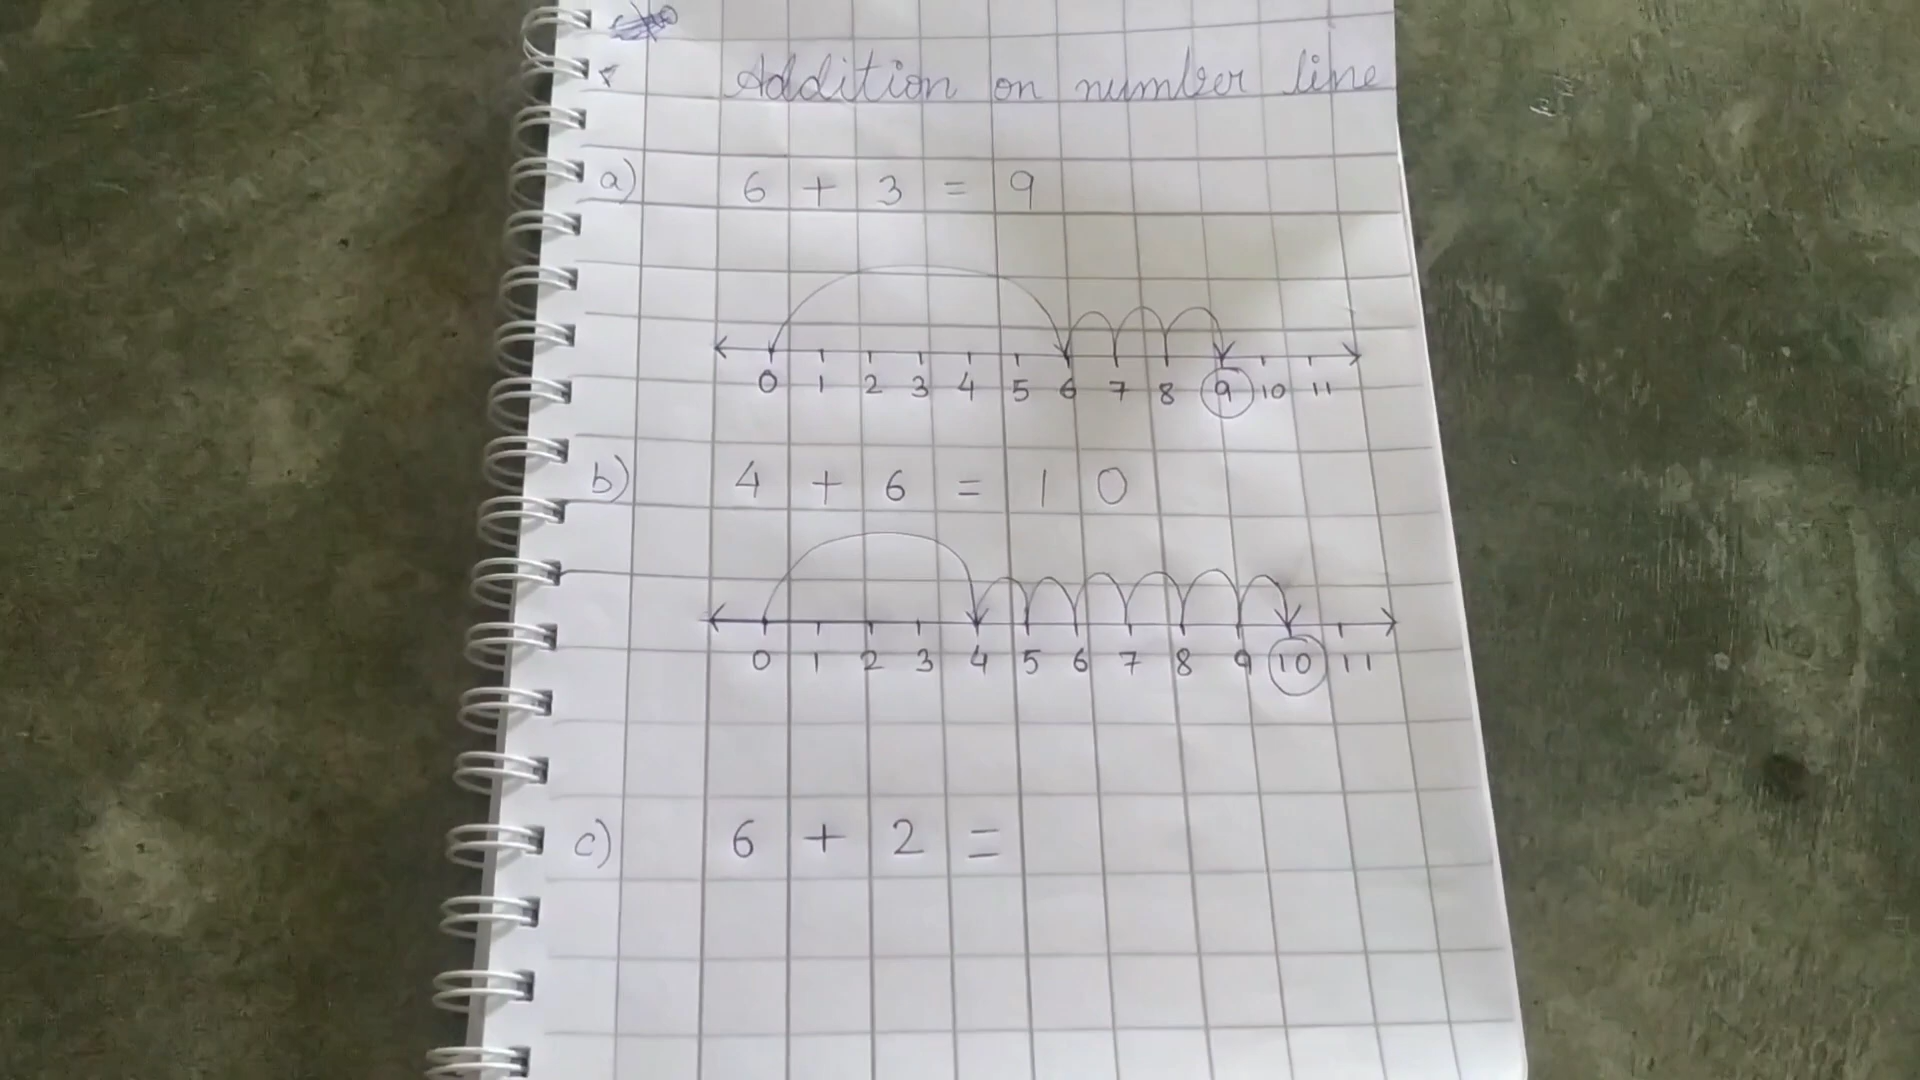 Addition on number line
a) 6 + 3 = 9
0 1 2 3 4 5 6 7 8 9 10 11
b) 4 + 6 = 10
0 1 2 3 4 5 6 7 8 9 10 11
c) 6 + 2 =